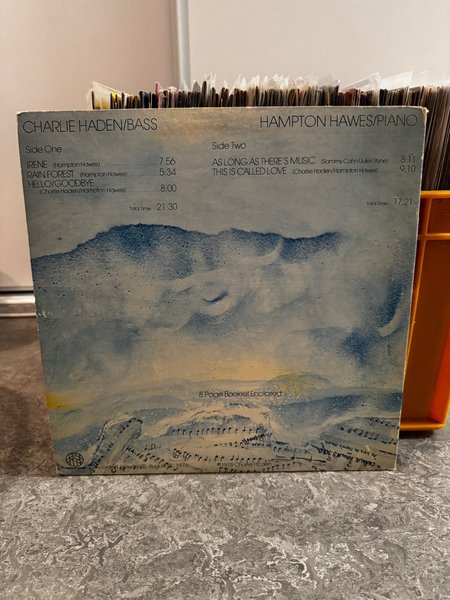 CHARLIE HADEN/BASS
HAMPTON HAWES/PIANO
Side One
IRENE (Hampton Hawes) 7:56
RAIN FOREST (Hampton Hawes) 5:34
HELLO/GOODBYE
(Charlie Haden/Hampton Hawes) 8:00
Total Time: 21:30
Side Two
AS LONG AS THERE'S MUSIC (Sammy Cahn/Jules Styne) 8:11
THIS IS CALLED LOVE (Charlie Haden/Hampton Hawes) 9:10
Total Time: 17:21
8 Page Booklet Enclosed
1976
℗1978